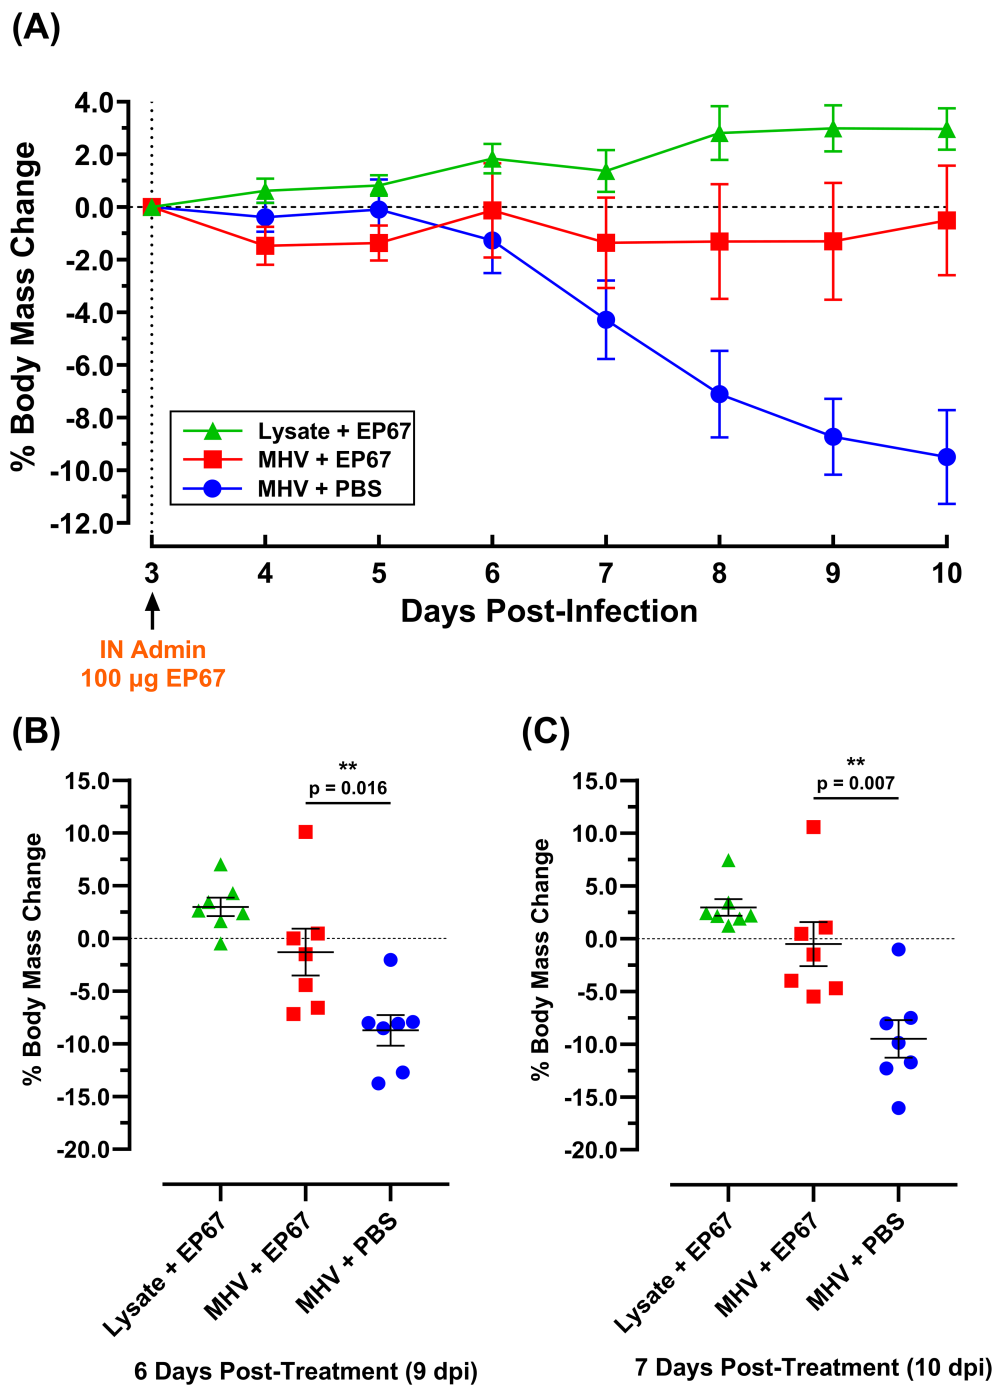 (A)
4.0
2.0
0.0
-2.0
-4.0
-6.0
-8.0
-10.0
-12.0
% Body Mass Change
Lysate + EP67
MHV + EP67
MHV + PBS
3 4 5 6 7 8 9 10
Days Post-Infection
IN Admin
100 µg EP67
(B)
**
p = 0.016
15.0
10.0
5.0
0.0
-5.0
-10.0
-15.0
-20.0
% Body Mass Change
Lysate + EP67
MHV + EP67
MHV + PBS
6 Days Post-Treatment (9 dpi)
(C)
**
p = 0.007
15.0
10.0
5.0
0.0
-5.0
-10.0
-15.0
-20.0
% Body Mass Change
Lysate + EP67
MHV + EP67
MHV + PBS
7 Days Post-Treatment (10 dpi)